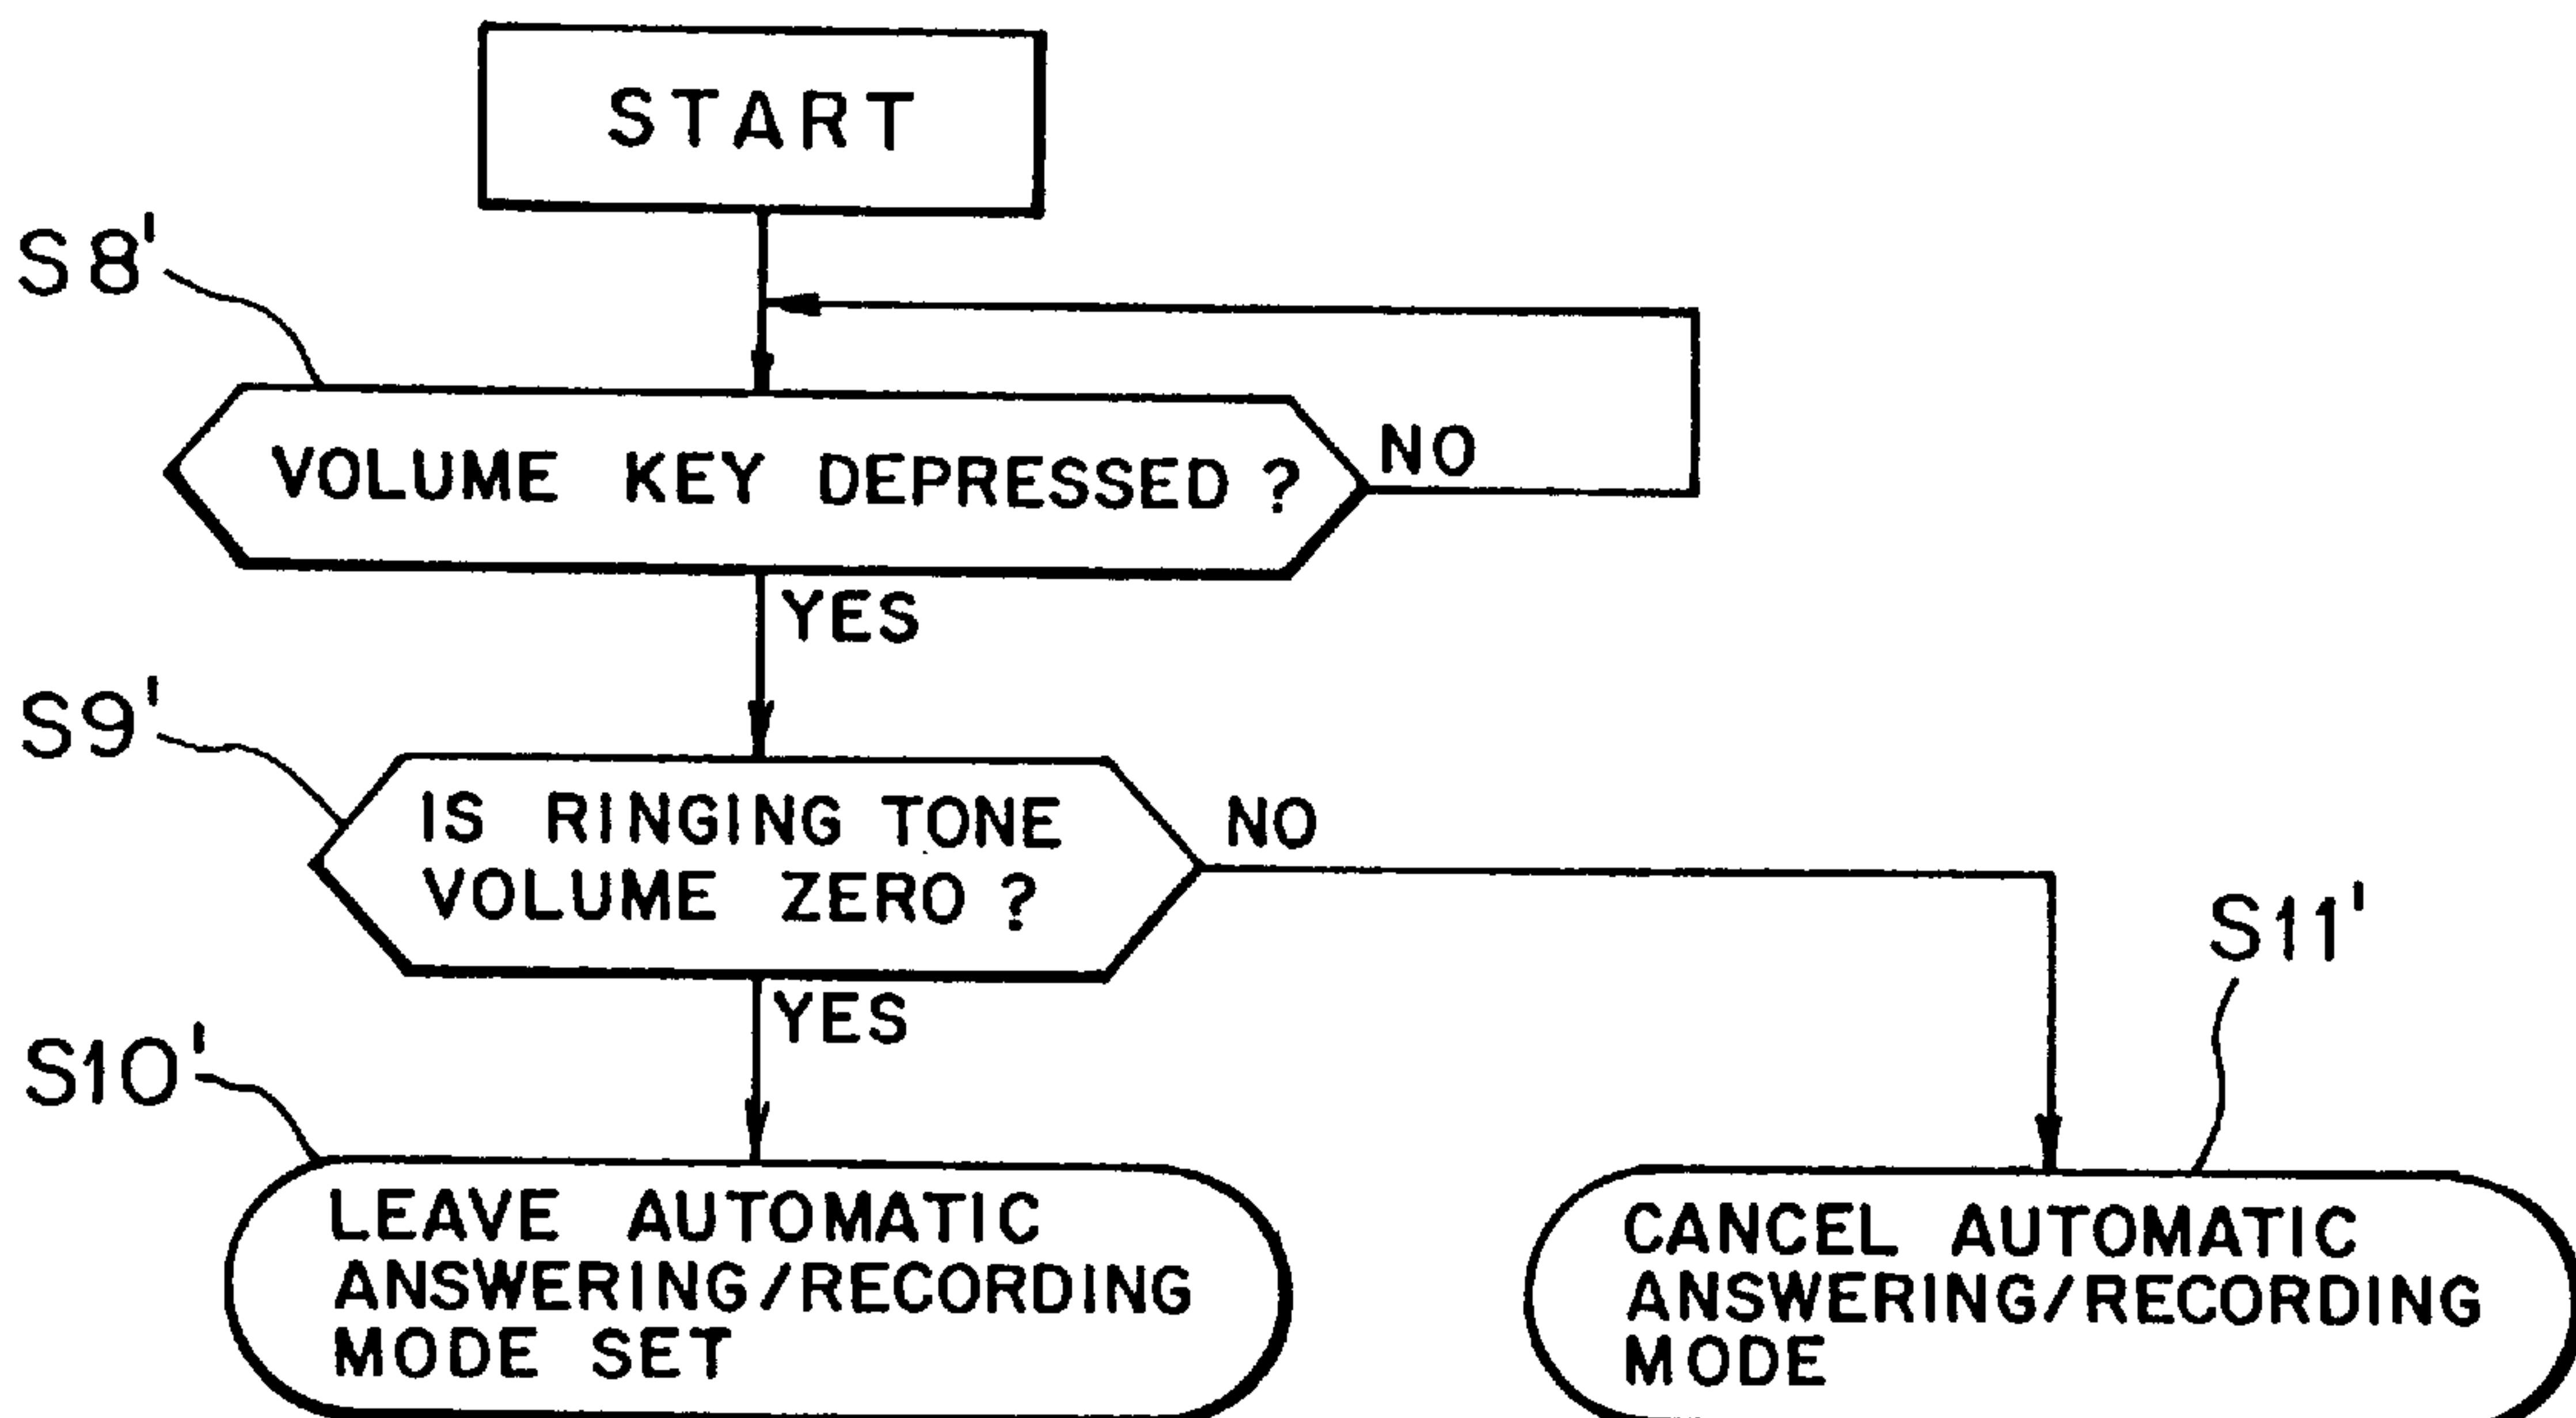 START
S8'
VOLUME KEY DEPRESSED ?
NO
YES
S9'
IS RINGING TONE
VOLUME ZERO ?
NO
YES
S10'
S11'
LEAVE AUTOMATIC
ANSWERING/RECORDING
MODE SET
CANCEL AUTOMATIC
ANSWERING/RECORDING
MODE